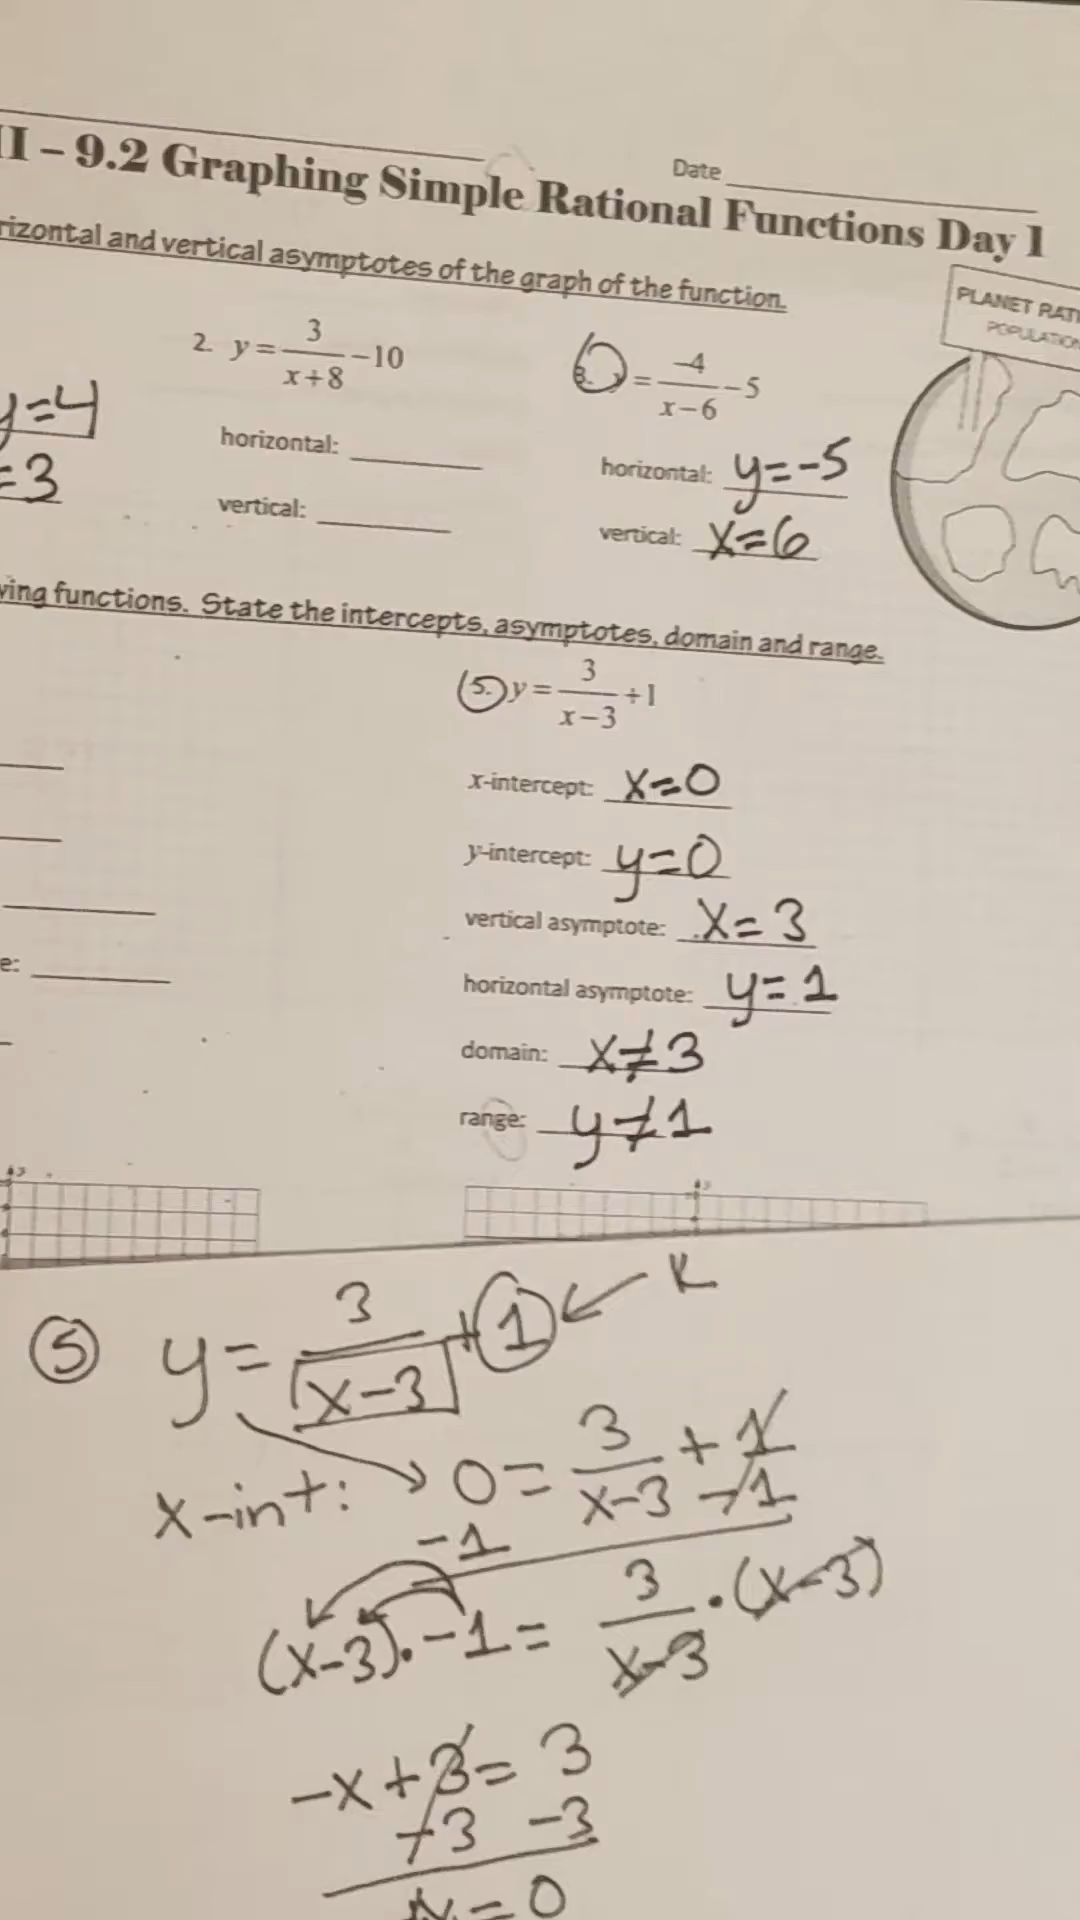 Date
II – 9.2 Graphing Simple Rational Functions Day 1
rizontal and vertical asymptotes of the graph of the function.
PLANET RATI
POPULATION
2. y = 3/(x+8) − 10
3. y = −4/(x−6) − 5
y=4
=3
horizontal:
vertical:
horizontal: y=-5
vertical: x=6
ving functions. State the intercepts, asymptotes, domain and range.
5. y = 3/(x−3) + 1
x-intercept: x=0
y-intercept: y=0
vertical asymptote: x=3
e:
horizontal asymptote: y=1
domain: x≠3
range: y≠1
y
y
5 y = 3/(x-3) + 1 ← K
x-int: 0 = 3/(x-3) + 1
-1 -1
(x-3)·-1 = 3/(x-3) ·(x-3)
-x+3=3
-3 -3
x=0